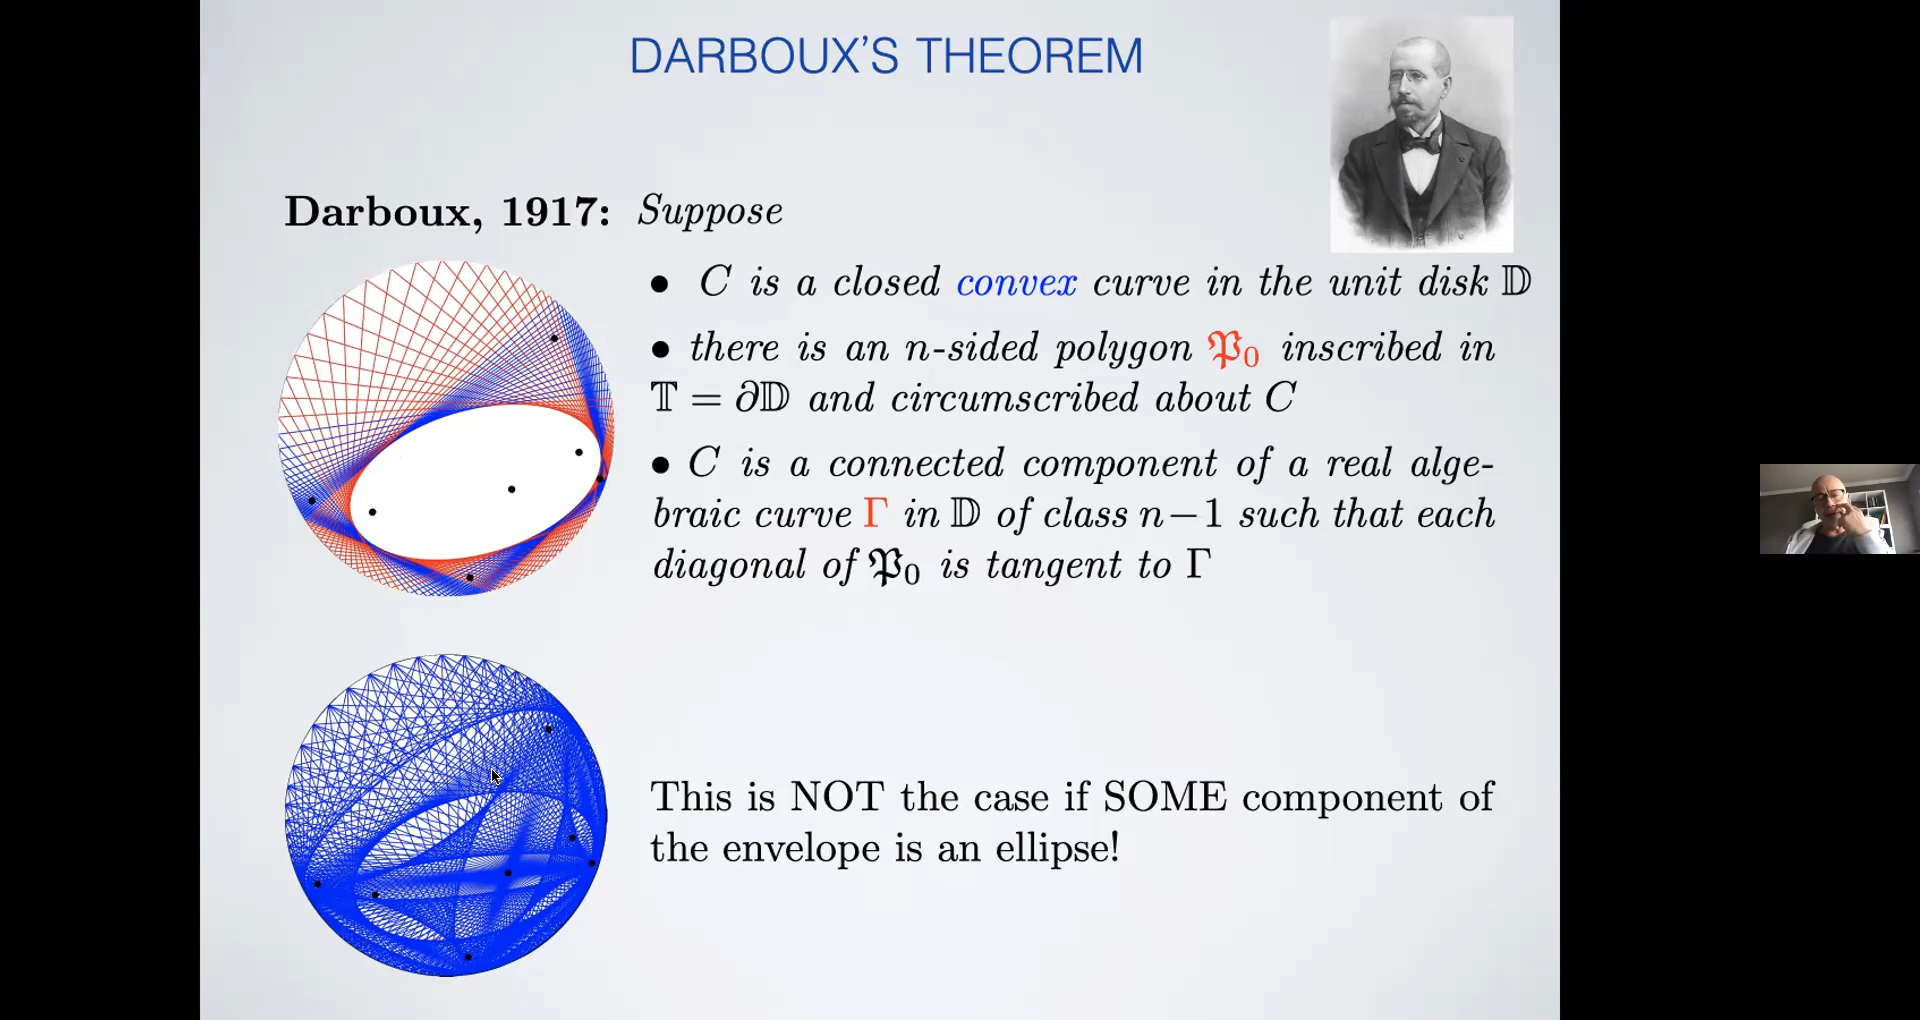 DARBOUX'S THEOREM
Darboux, 1917: Suppose
• C is a closed convex curve in the unit disk 𝔻
• there is an n-sided polygon 𝔓₀ inscribed in
𝕋 = ∂𝔻 and circumscribed about C
• C is a connected component of a real alge-
braic curve Γ in 𝔻 of class n−1 such that each
diagonal of 𝔓₀ is tangent to Γ
This is NOT the case if SOME component of
the envelope is an ellipse!